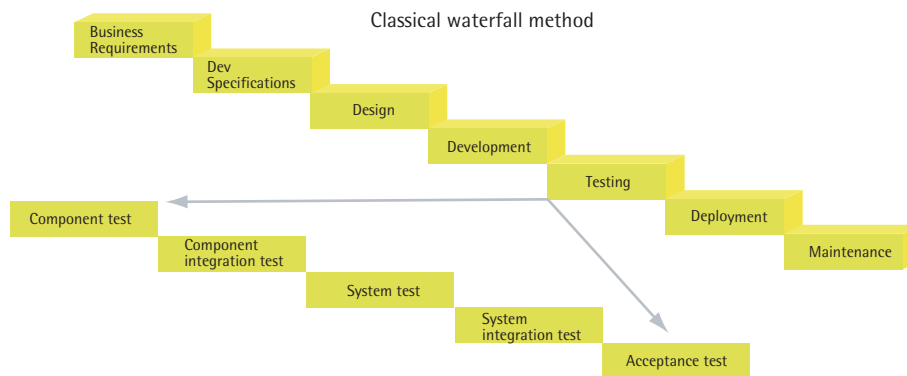 Classical waterfall method
Business
Requirements
Dev
Specifications
Design
Development
Testing
Deployment
Maintenance
Component test
Component
integration test
System test
System
integration test
Acceptance test